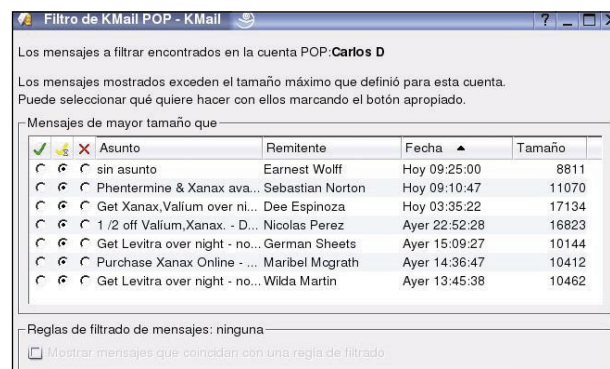 Filtro de KMail POP - KMail
Los mensajes a filtrar encontrados en la cuenta POP:Carlos D
Los mensajes mostrados exceden el tamaño máximo que definió para esta cuenta.
Puede seleccionar qué quiere hacer con ellos marcando el botón apropiado.
Mensajes de mayor tamaño que
Asunto Remitente Fecha Tamaño
sin asunto Earnest Wolff Hoy 09:25:00 8811
Phentermine & Xanax ava... Sebastian Norton Hoy 09:10:47 11070
Get Xanax,Valium over ni... Dee Espinoza Hoy 03:35:22 17134
1 /2 off Valíum,Xanax. - D... Nicolas Perez Ayer 22:52:28 16823
Get Levitra over night - no... German Sheets Ayer 15:09:27 10144
Purchase Xanax Online - ... Maribel Mcgrath Ayer 14:36:47 10412
Get Levitra over night - no... Wilda Martin Ayer 13:45:38 10462
Reglas de filtrado de mensajes: ninguna
Mostrar mensajes que coincidan con una regla de filtrado